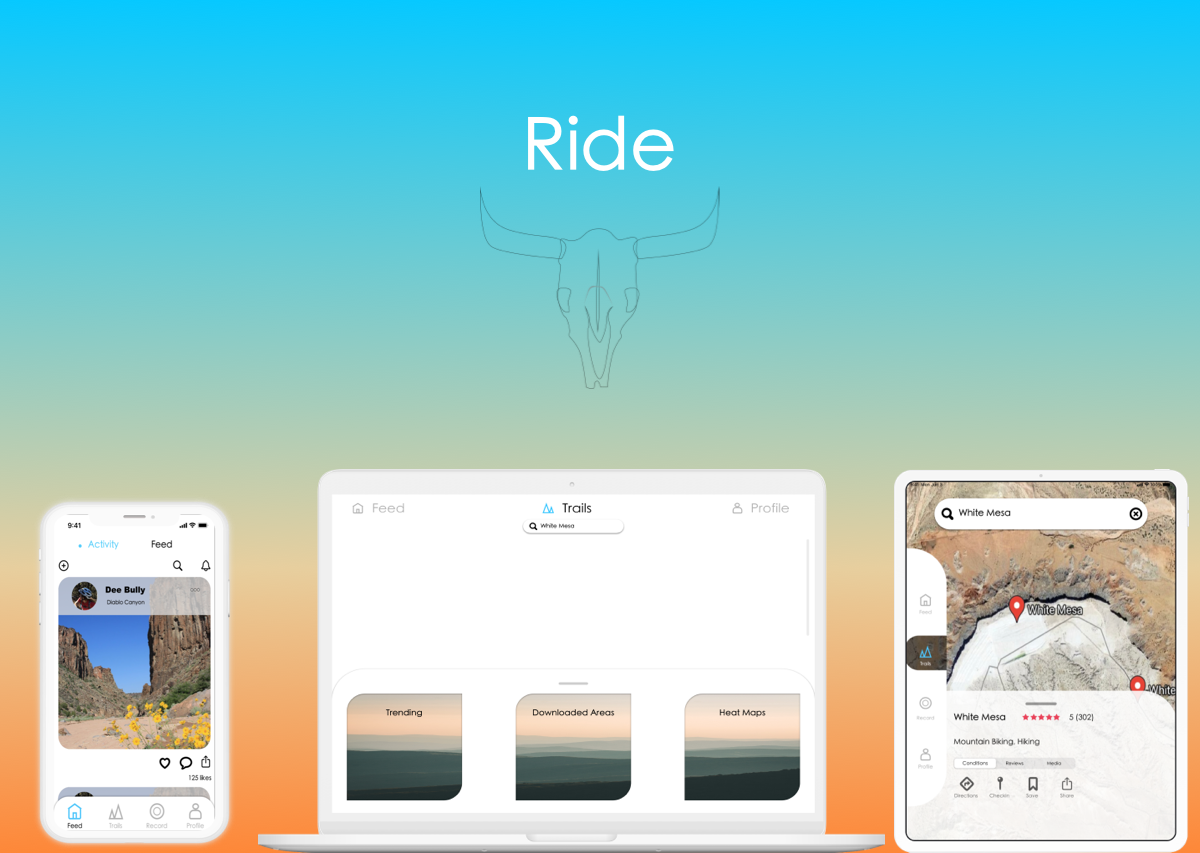 Ride
9:41
Activity
Feed
Dee Bully
Diablo Canyon
125 likes
Feed
Trails
Record
Profile
Feed
Trails
Profile
White Mesa
Trending
Downloaded Areas
Heat Maps
White Mesa
White Mesa
White
Feed
Trails
Record
Profile
White Mesa
5 (302)
Mountain Biking, Hiking
Conditions
Reviews
Media
Directions
Save
Share